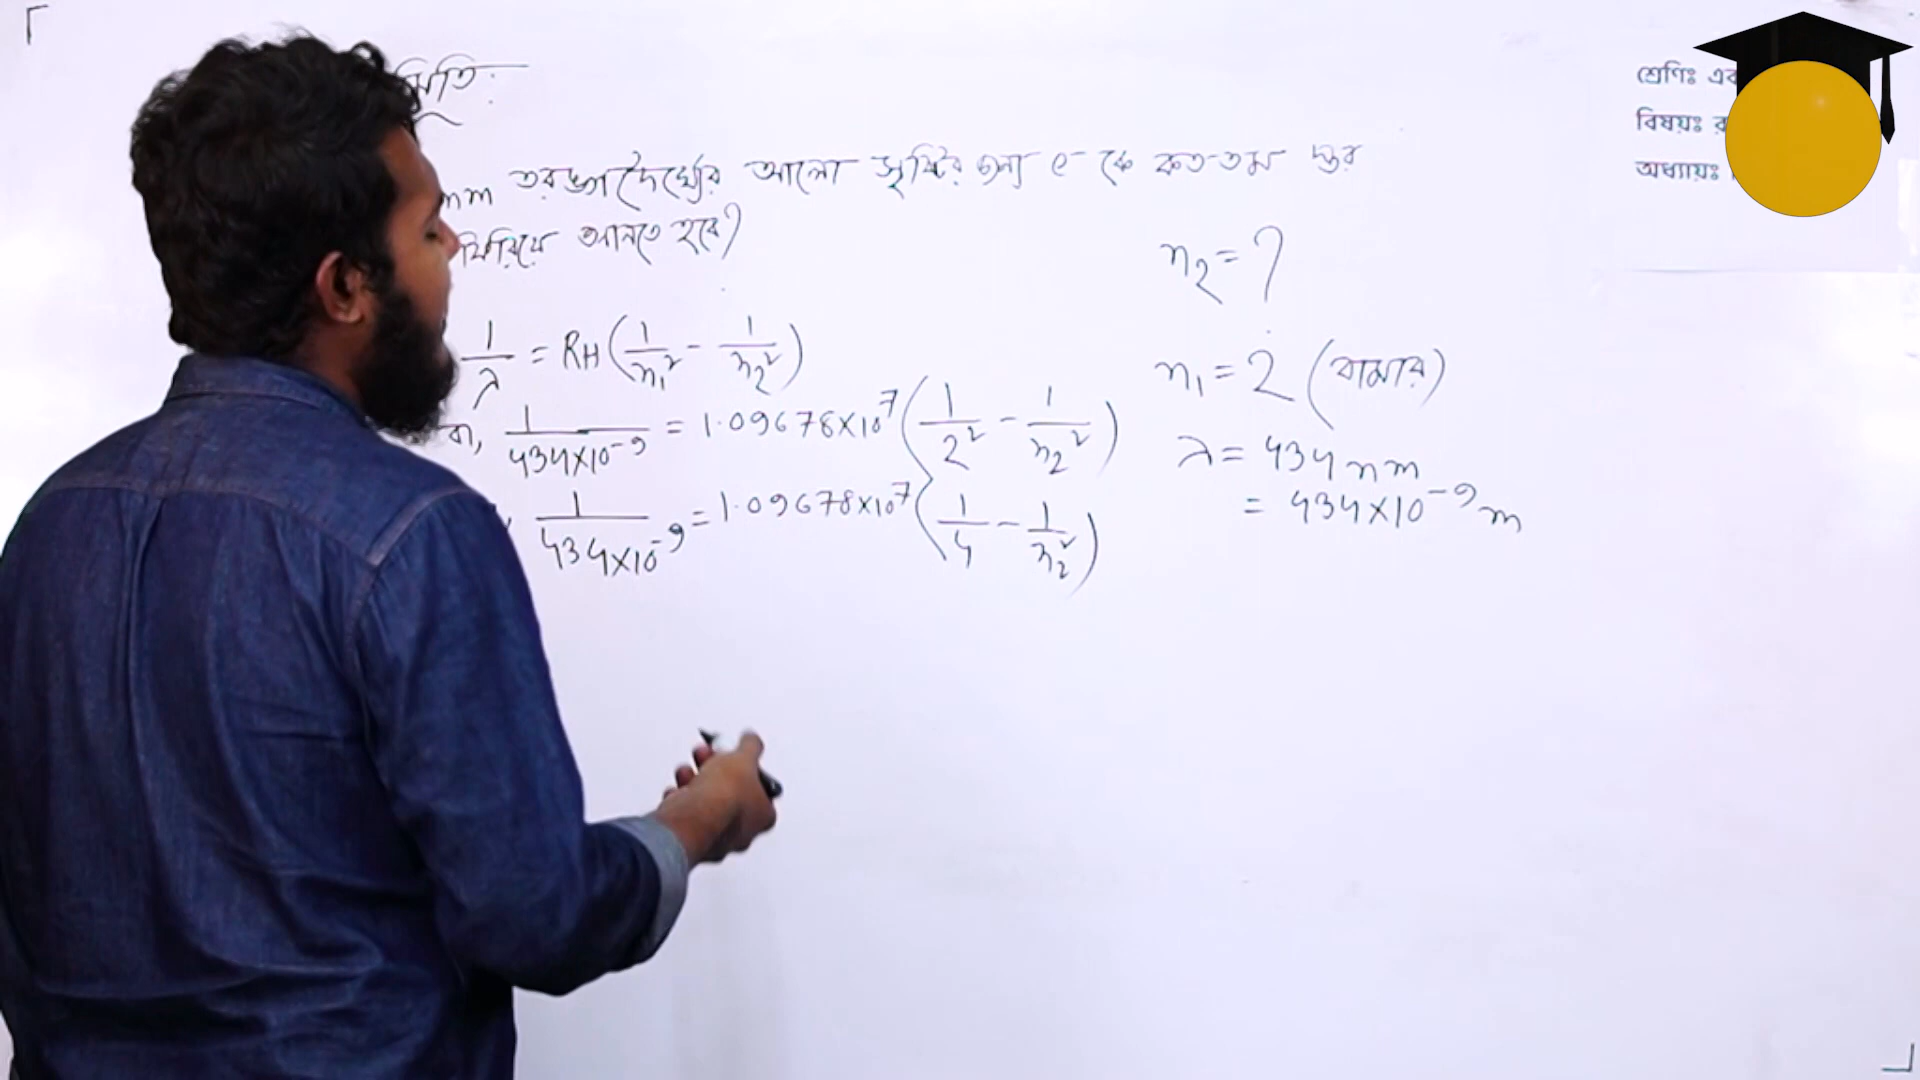 nm তরঙ্গদৈর্ঘ্যের আলো সৃষ্টির জন্য e⁻ কে কত-তম স্তর
ফিরিয়ে আনতে হবে?
1/λ = RH(1/n₁² - 1/n₂²)
বা, 1/434×10⁻⁹ = 1.09678×10⁷(1/2² - 1/n₂²)
1/434×10⁻⁹ = 1.09678×10⁷(1/4 - 1/n₂²)
n₂ = ?
n₁ = 2 (বামার)
λ = 434 nm
= 434×10⁻⁹ m
শ্রেণিঃ
বিষয়ঃ
অধ্যায়ঃ